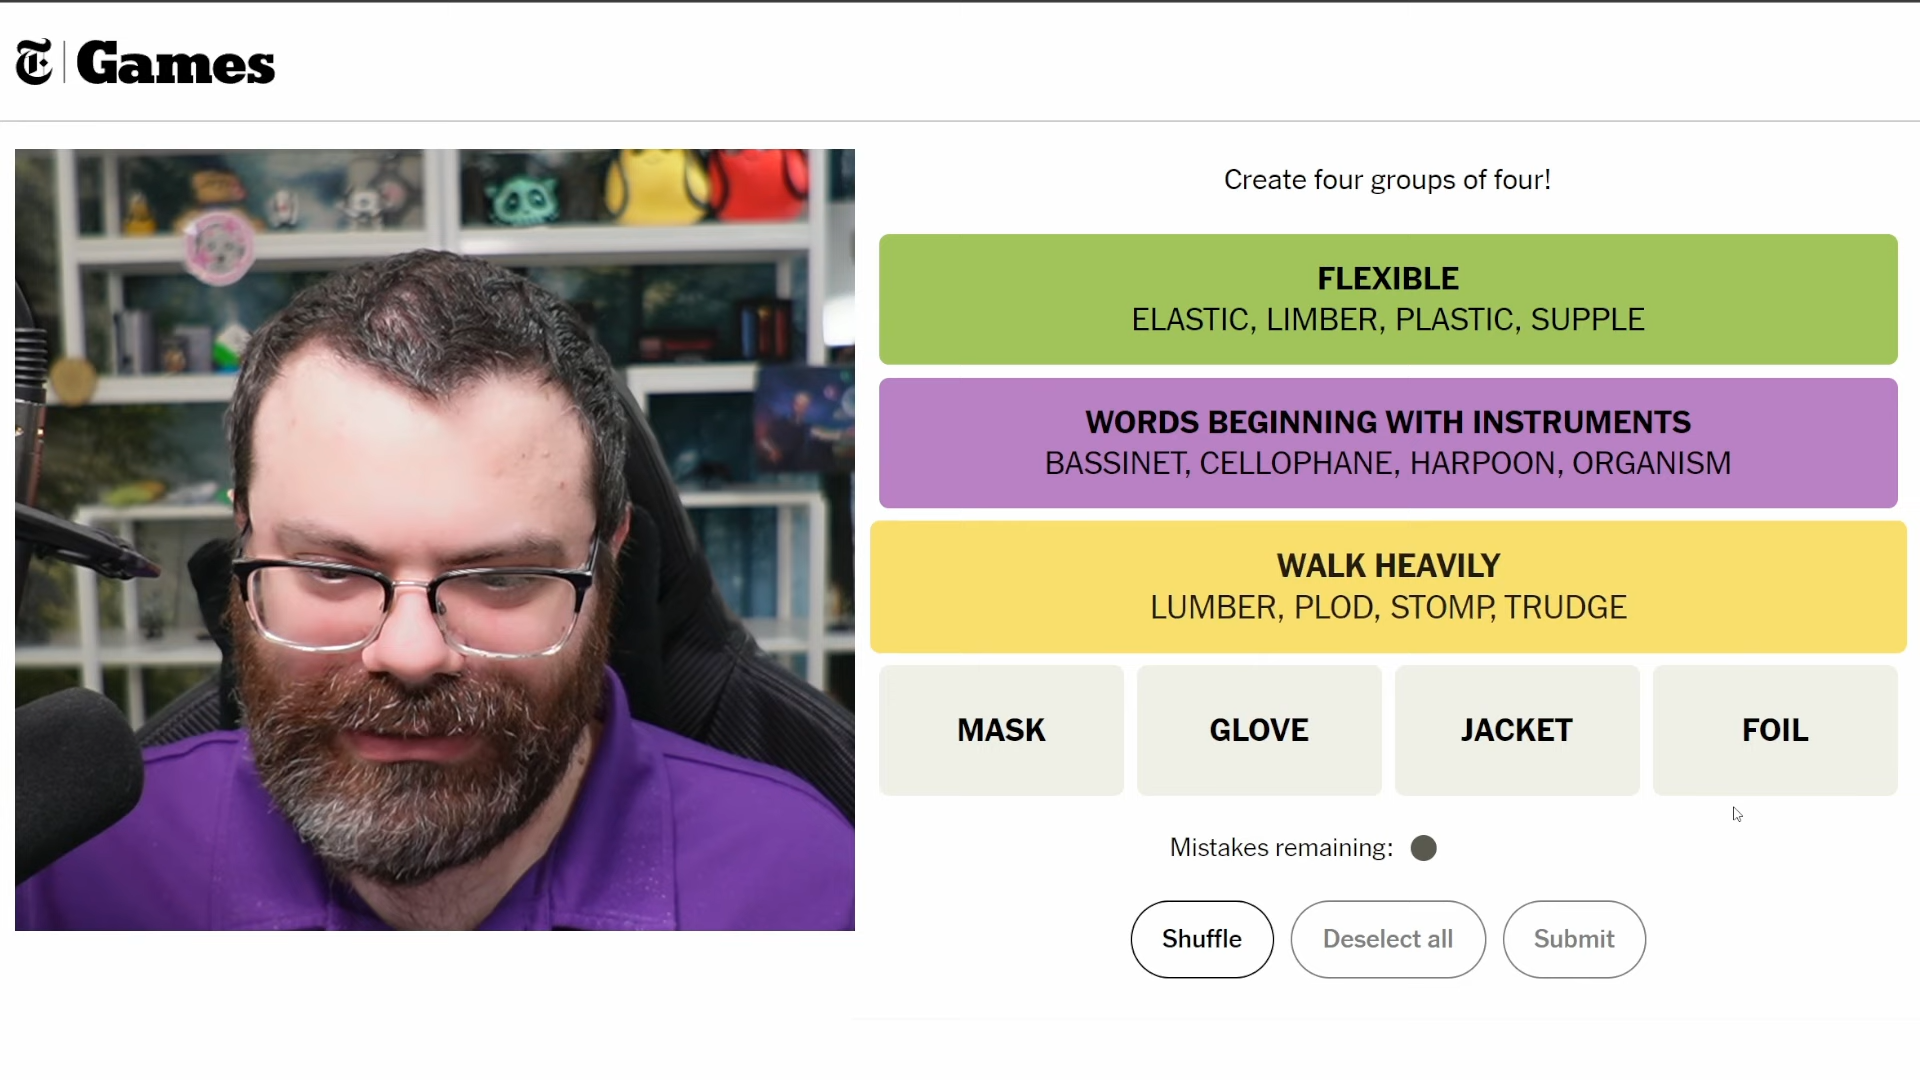 T Games
Create four groups of four!
FLEXIBLE
ELASTIC, LIMBER, PLASTIC, SUPPLE
WORDS BEGINNING WITH INSTRUMENTS
BASSINET, CELLOPHANE, HARPOON, ORGANISM
WALK HEAVILY
LUMBER, PLOD, STOMP, TRUDGE
MASK GLOVE JACKET FOIL
Mistakes remaining:
Shuffle Deselect all Submit